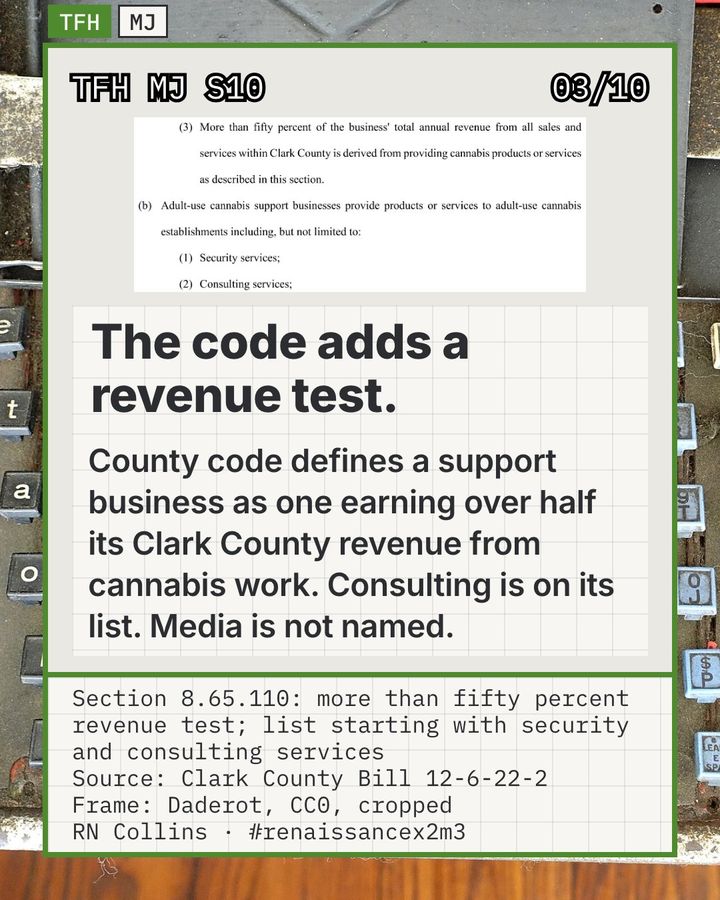 TFH MJ
TFH MJ S10 03/10
(3) More than fifty percent of the business' total annual revenue from all sales and
services within Clark County is derived from providing cannabis products or services
as described in this section.
(b) Adult-use cannabis support businesses provide products or services to adult-use cannabis
establishments including, but not limited to:
(1) Security services;
(2) Consulting services;
The code adds a
revenue test.
County code defines a support
business as one earning over half
its Clark County revenue from
cannabis work. Consulting is on its
list. Media is not named.
Section 8.65.110: more than fifty percent
revenue test; list starting with security
and consulting services
Source: Clark County Bill 12-6-22-2
Frame: Daderot, CC0, cropped
RN Collins · #renaissancex2m3
e
t
a
o